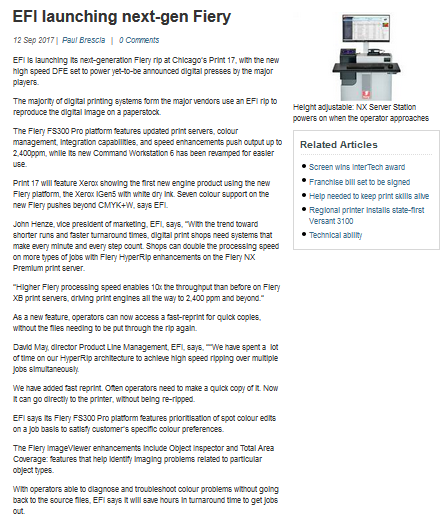 EFI launching next-gen Fiery
12 Sep 2017 | Paul Brescia | 0 Comments
EFI is launching its next-generation Fiery rip at Chicago's Print 17, with the new
high speed DFE set to power yet-to-be announced digital presses by the major
players.
The majority of digital printing systems form the major vendors use an EFI rip to
reproduce the digital image on a paperstock.
The Fiery FS300 Pro platform features updated print servers, colour
management, integration capabilities, and speed enhancements push output up to
2,400ppm, while its new Command Workstation 6 has been revamped for easier
use.
Print 17 will feature Xerox showing the first new engine product using the new
Fiery platform, the Xerox iGen5 with white dry ink. Seven colour support on the
new Fiery pushes beyond CMYK+W, says EFI.
John Henze, vice president of marketing, EFI, says, "With the trend toward
shorter runs and faster turnaround times, digital print shops need systems that
make every minute and every step count. Shops can double the processing speed
on more types of jobs with Fiery HyperRip enhancements on the Fiery NX
Premium print server.
"Higher Fiery processing speed enables 10x the throughput than before on Fiery
XB print servers, driving print engines all the way to 2,400 ppm and beyond."
As a new feature, operators can now access a fast-reprint for quick copies,
without the files needing to be put through the rip again.
David May, director Product Line Management, EFI, says, ""We have spent a lot
of time on our HyperRip architecture to achieve high speed ripping over multiple
jobs simultaneously.
We have added fast reprint. Often operators need to make a quick copy of it. Now
it can go directly to the printer, without being re-ripped.
EFI says its Fiery FS300 Pro platform features prioritisation of spot colour edits
on a job basis to satisfy customer's specific colour preferences.
The Fiery ImageViewer enhancements include Object Inspector and Total Area
Coverage: features that help identify imaging problems related to particular
object types.
With operators able to diagnose and troubleshoot colour problems without going
back to the source files, EFI says it will save hours in turnaround time to get jobs
out.
Height adjustable: NX Server Station
powers on when the operator approaches
Related Articles
Screen wins InterTech award
Franchise bill set to be signed
Help needed to keep print skills alive
Regional printer installs state-first
Versant 3100
Technical ability